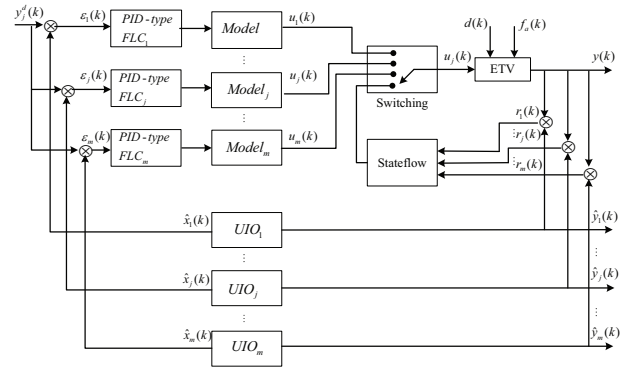 y_j^d(k)
ε_1(k)
PID-type
FLC_1
Model
u_1(k)
d(k)
f_a(k)
⋮
ε_j(k)
PID-type
FLC_j
Model_j
u_j(k)
Switching
u_j(k)
ETV
y(k)
⋮
ε_m(k)
PID-type
FLC_m
Model_m
u_m(k)
Stateflow
r_1(k)
⋮r_j(k)
⋮r_m(k)
x̂_1(k)
UIO_1
ŷ_1(k)
⋮
⋮
x̂_j(k)
UIO_j
ŷ_j(k)
⋮
⋮
x̂_m(k)
UIO_m
ŷ_m(k)